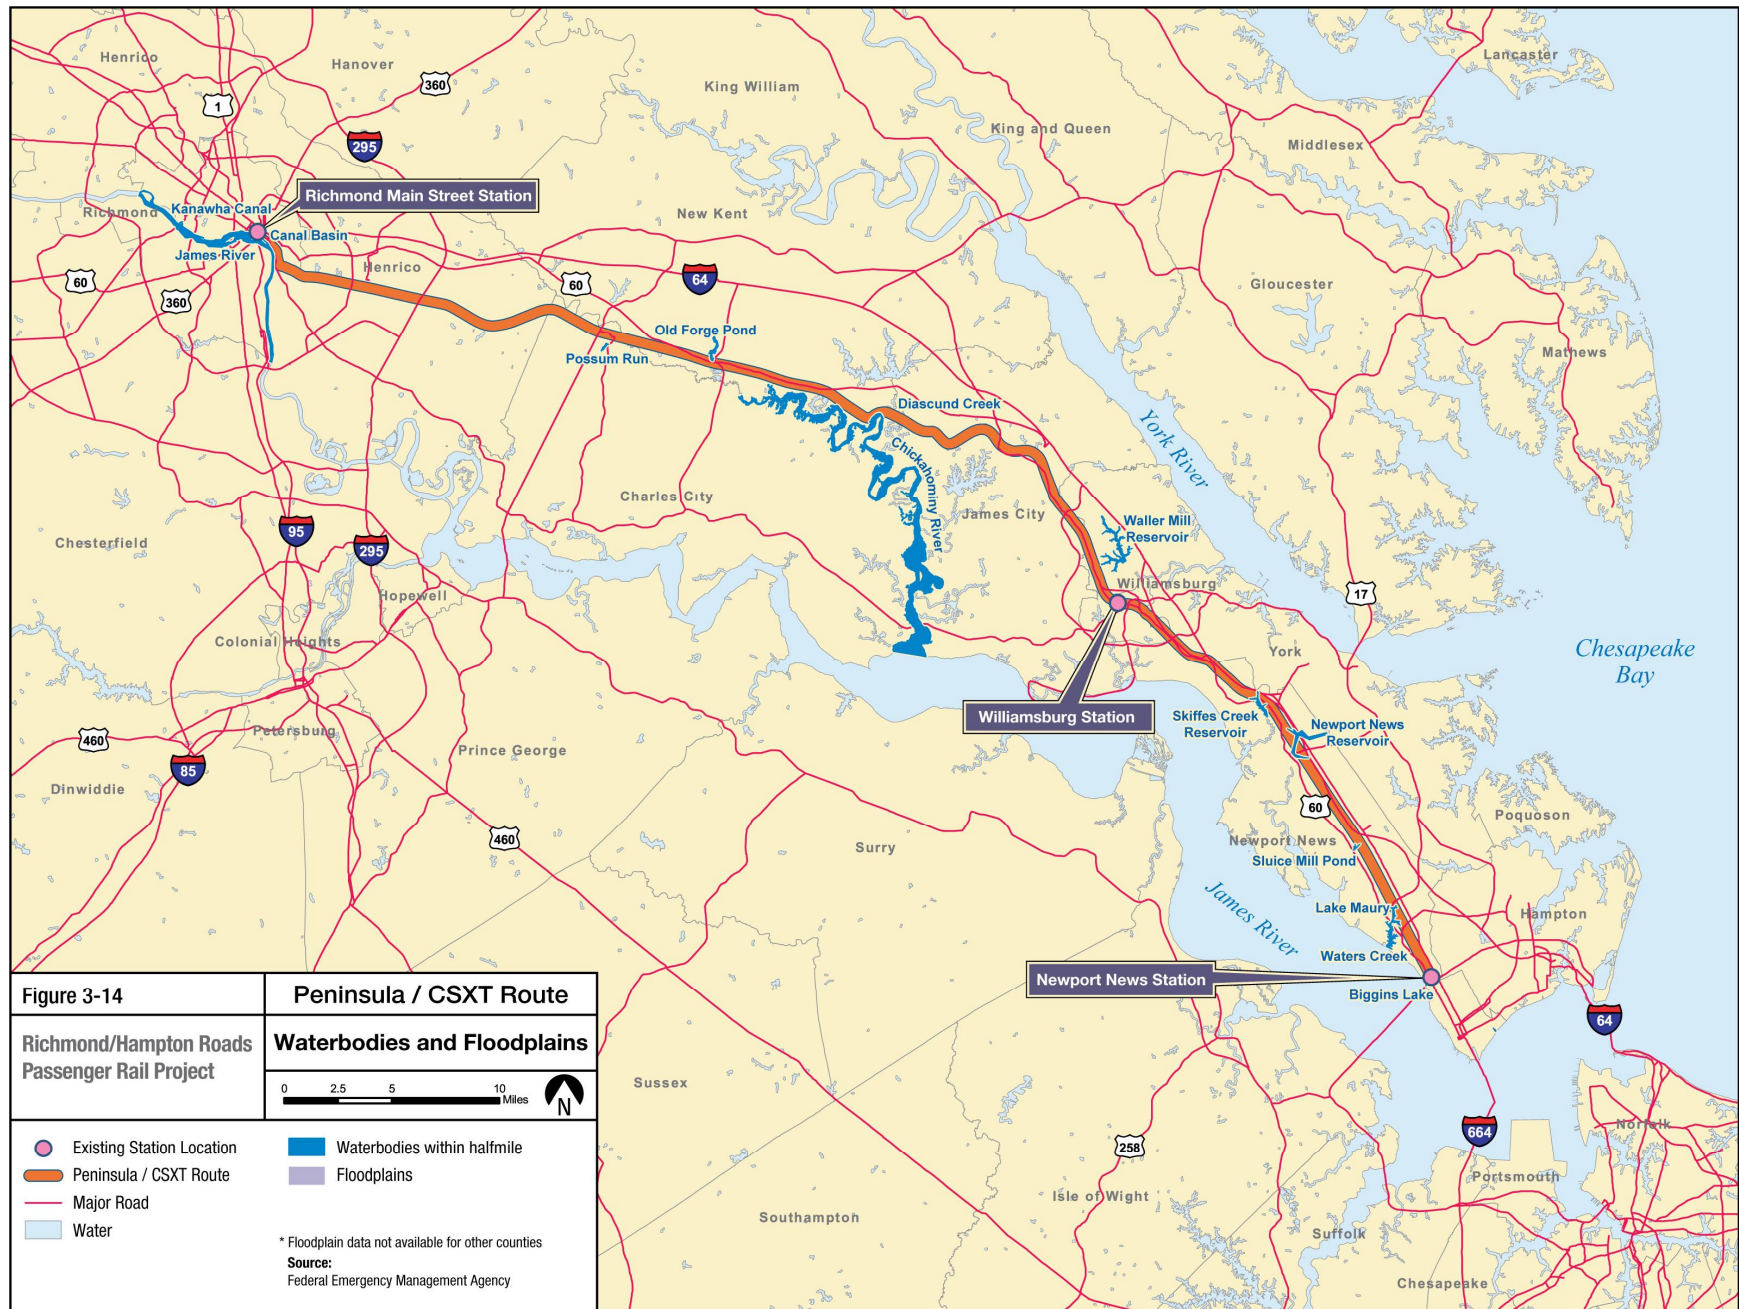 Henrico
Hanover
360
1
295
King William
King and Queen
Lancaster
Middlesex
Richmond Main Street Station
Richmond
Kanawha Canal
Canal Basin
James River
New Kent
Henrico
60
360
60
64
Gloucester
Old Forge Pond
Possum Run
Mathews
Diascund Creek
Chickahominy River
York River
Charles City
James City
Waller Mill
Reservoir
Chesterfield
95
295
Hopewell
Williamsburg
17
Colonial Heights
York
Chesapeake
Bay
Williamsburg Station
Skiffes Creek
Reservoir
Newport News
Reservoir
Petersburg
460
85
Prince George
Dinwiddie
460
60
Poquoson
Surry
Newport News
Sluice Mill Pond
James River
Lake Maury
Hampton
Waters Creek
Newport News Station
Biggins Lake
64
Sussex
664
Norfolk
258
Portsmouth
Isle of Wight
Southampton
Suffolk
Chesapeake
Figure 3-14
Peninsula / CSXT Route
Richmond/Hampton Roads
Passenger Rail Project
Waterbodies and Floodplains
0 2.5 5 10
Miles
N
Existing Station Location
Peninsula / CSXT Route
Major Road
Water
Waterbodies within halfmile
Floodplains
* Floodplain data not available for other counties
Source:
Federal Emergency Management Agency